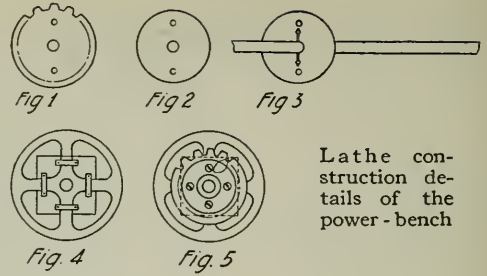 Fig 1
Fig 2
Fig 3
Fig. 4
Fig. 5
Lathe con-
struction de-
tails of the
power - bench